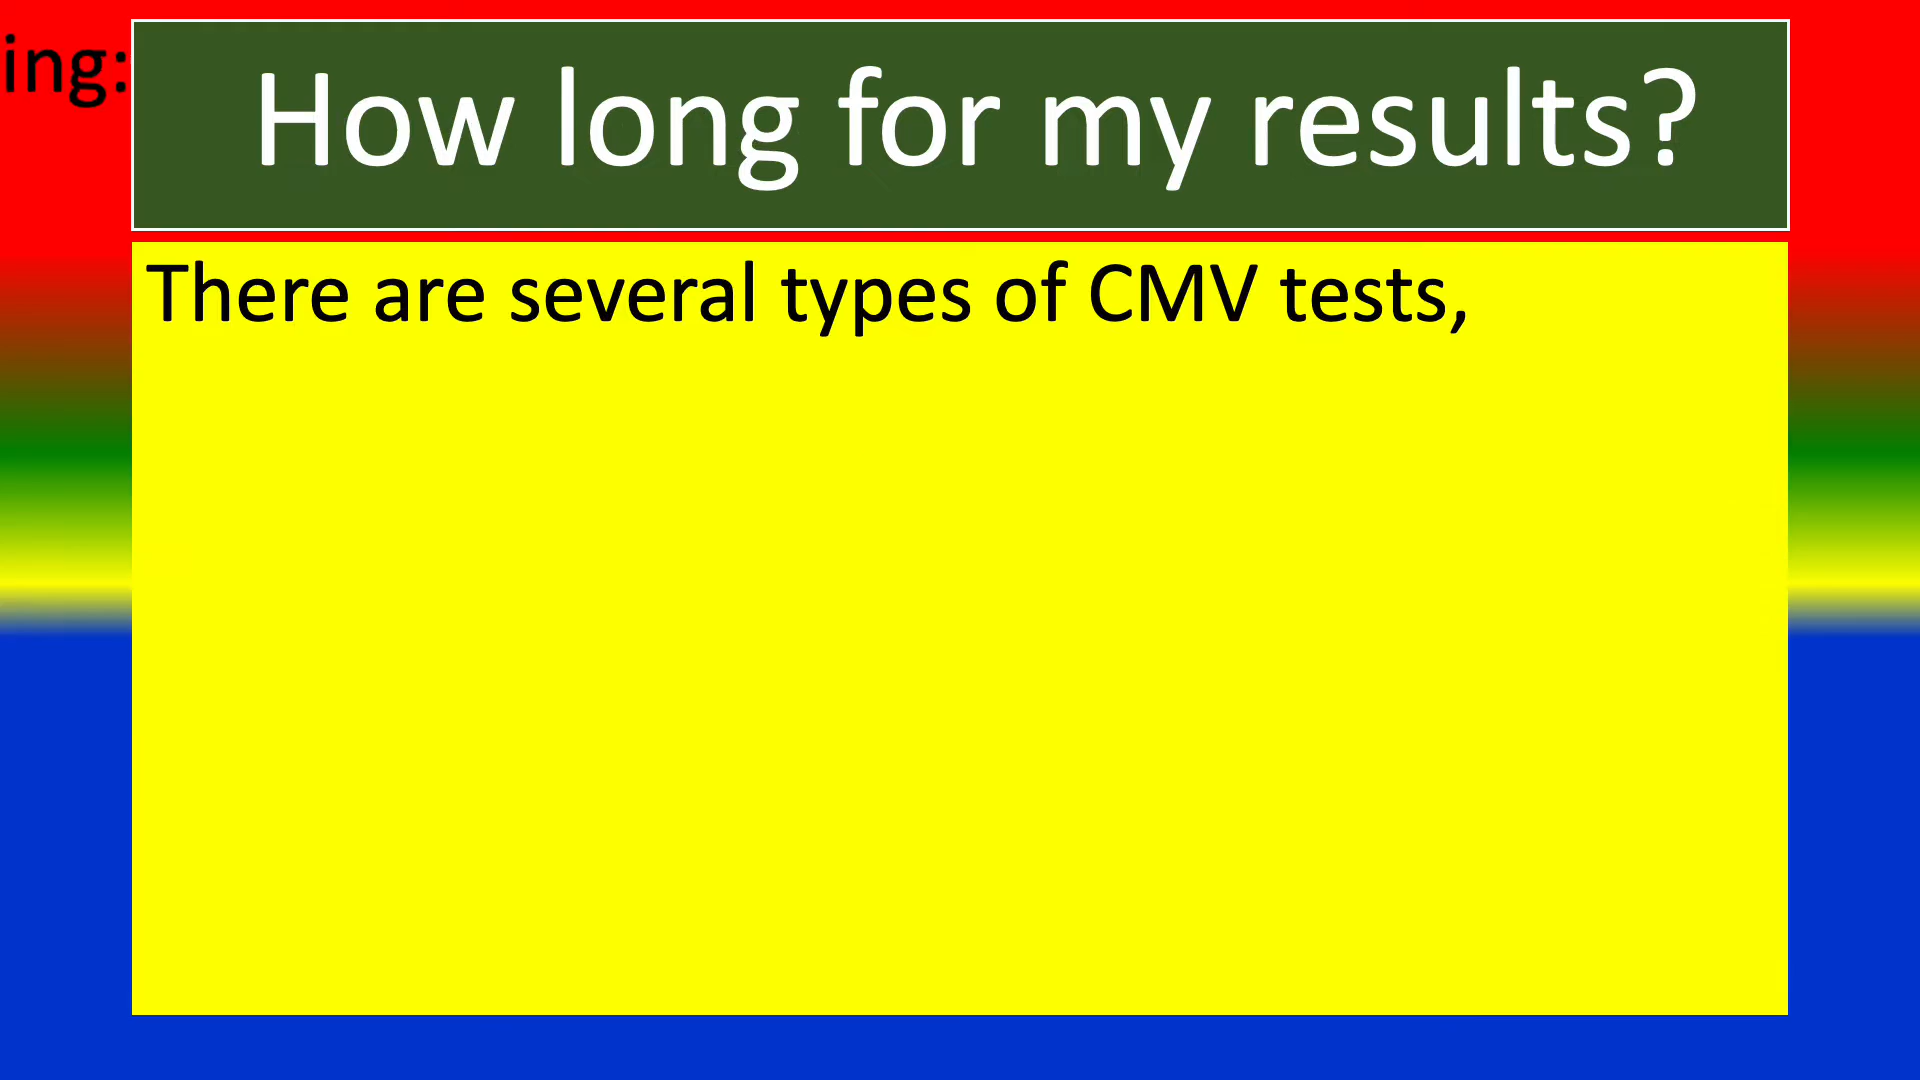 ing:
How long for my results?
There are several types of CMV tests,